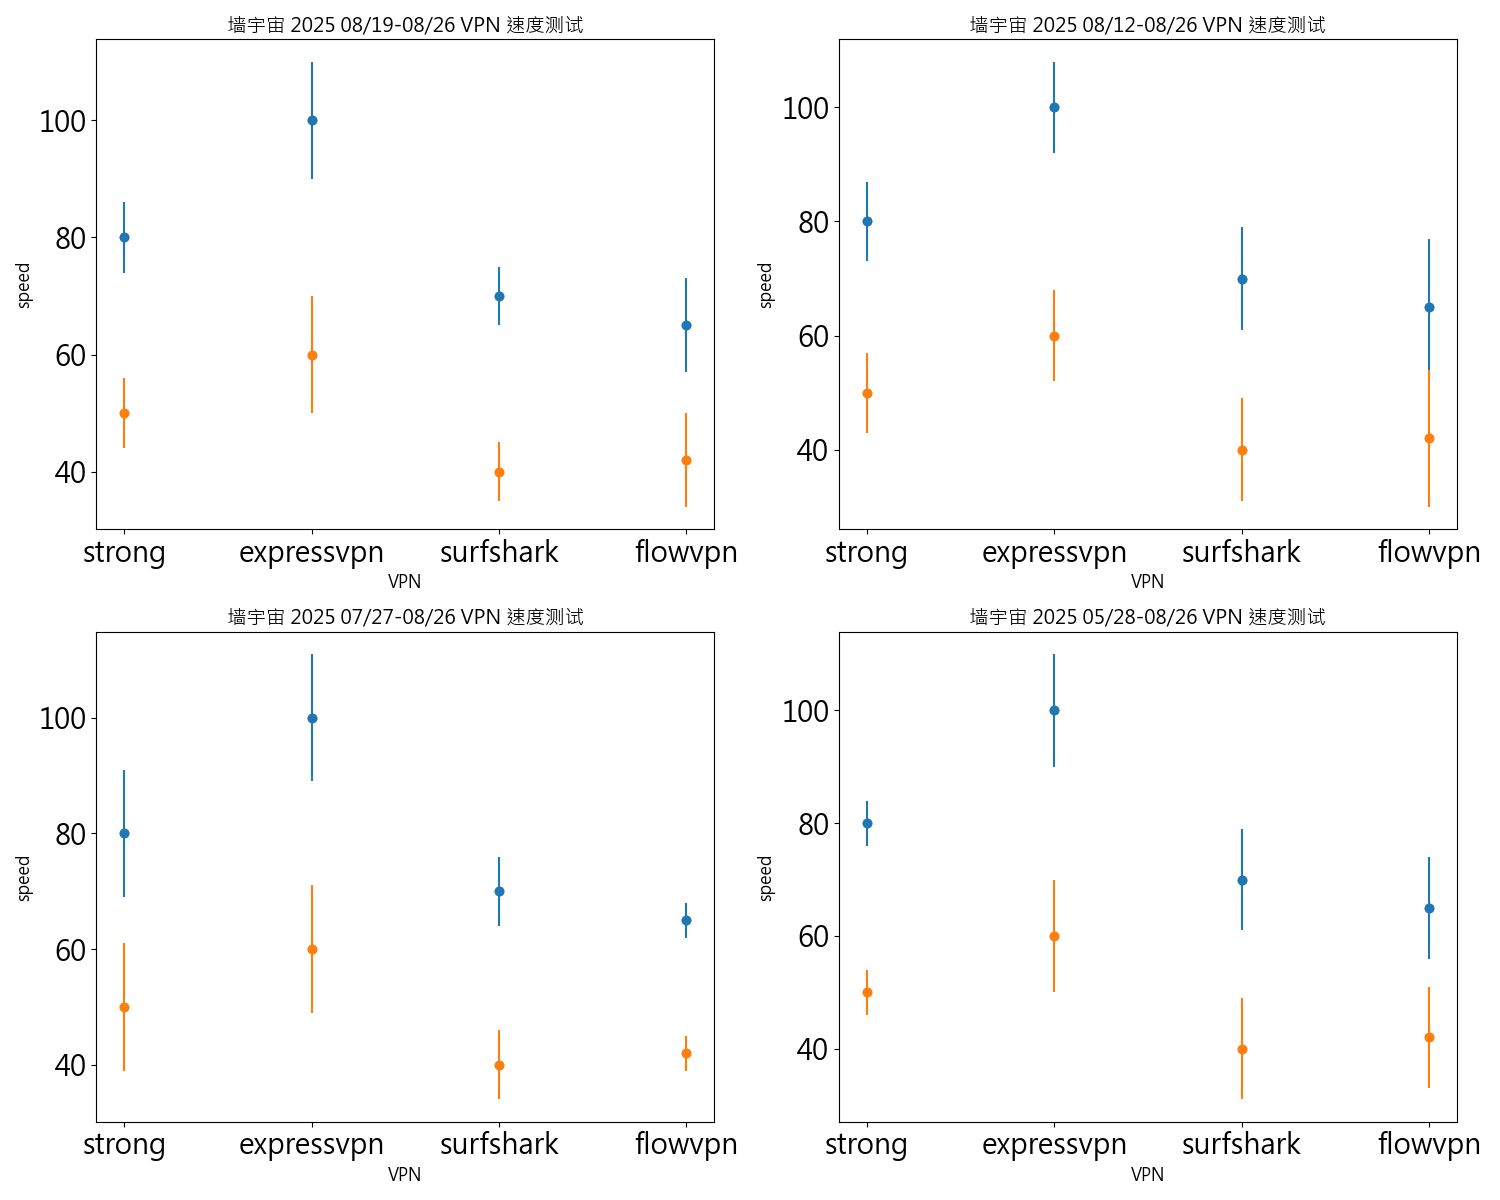 墙宇宙 2025 08/19-08/26 VPN 速度测试
100
80
60
40
speed
strong expressvpn surfshark flowvpn
VPN
墙宇宙 2025 08/12-08/26 VPN 速度测试
100
80
60
40
speed
strong expressvpn surfshark flowvpn
VPN
墙宇宙 2025 07/27-08/26 VPN 速度测试
100
80
60
40
speed
strong expressvpn surfshark flowvpn
VPN
墙宇宙 2025 05/28-08/26 VPN 速度测试
100
80
60
40
speed
strong expressvpn surfshark flowvpn
VPN